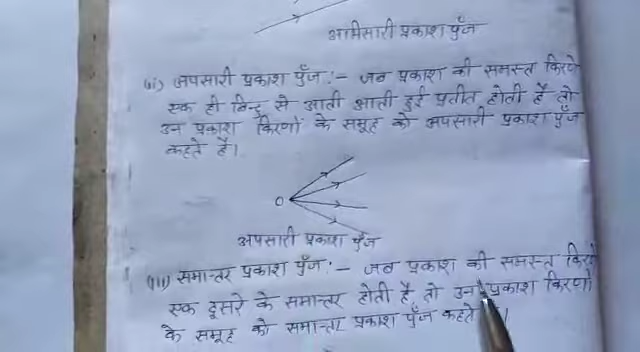 अभिसारी प्रकाश पुँज
(ii) अपसारी प्रकाश पुँज :- जब प्रकाश की समस्त किरणे
एक ही बिन्दु से आती आती हुई प्रतीत होती है तो
उन प्रकाश किरणों के समूह को अपसारी प्रकाश पुँज
कहते है।
O
अपसारी प्रकाश पुँज
(iii) समान्तर प्रकाश पुँज :- जब प्रकाश की समस्त किरणे
एक दुसरे के समान्तर होती है, तो उन प्रकाश किरणों
के समूह को समान्तर प्रकाश पुँज कहते